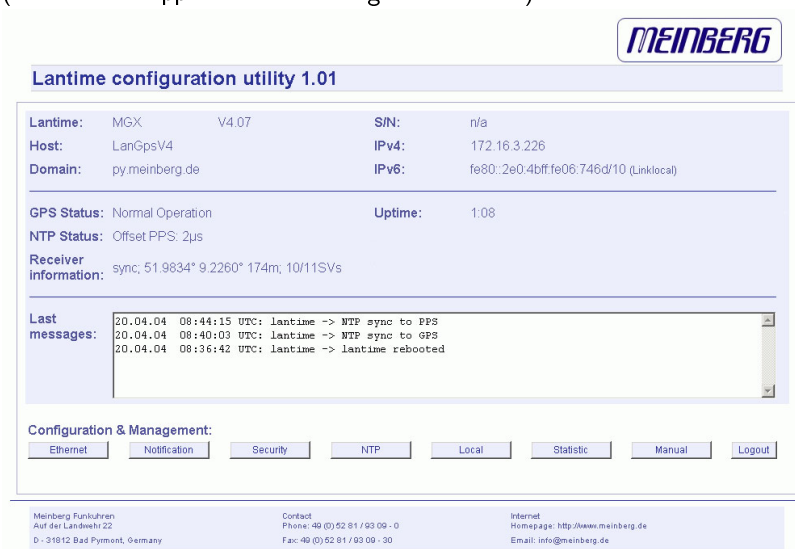 MEINBERG
Lantime configuration utility 1.01
Lantime: MGX V4.07 S/N: n/a
Host: LanGpsV4 IPv4: 172.16.3.226
Domain: py.meinberg.de IPv6: fe80::2e0:4bff:fe06:746d/10 (Linklocal)
GPS Status: Normal Operation Uptime: 1:08
NTP Status: Offset PPS: 2µs
Receiver
information: sync; 51.9834° 9.2260° 174m; 10/11SVs
Last
messages:
20.04.04 08:44:15 UTC: lantime -> NTP sync to PPS
20.04.04 08:40:03 UTC: lantime -> NTP sync to GPS
20.04.04 08:36:42 UTC: lantime -> lantime rebooted
Configuration & Management:
Ethernet Notification Security NTP Local Statistic Manual Logout
Meinberg Funkuhren Contact Internet
Auf der Landwehr 22 Phone: 49 (0) 52 81 / 93 09 - 0 Homepage: http://www.meinberg.de
D - 31812 Bad Pyrmont, Germany Fax: 49 (0) 52 81 / 93 09 - 30 Email: info@meinberg.de